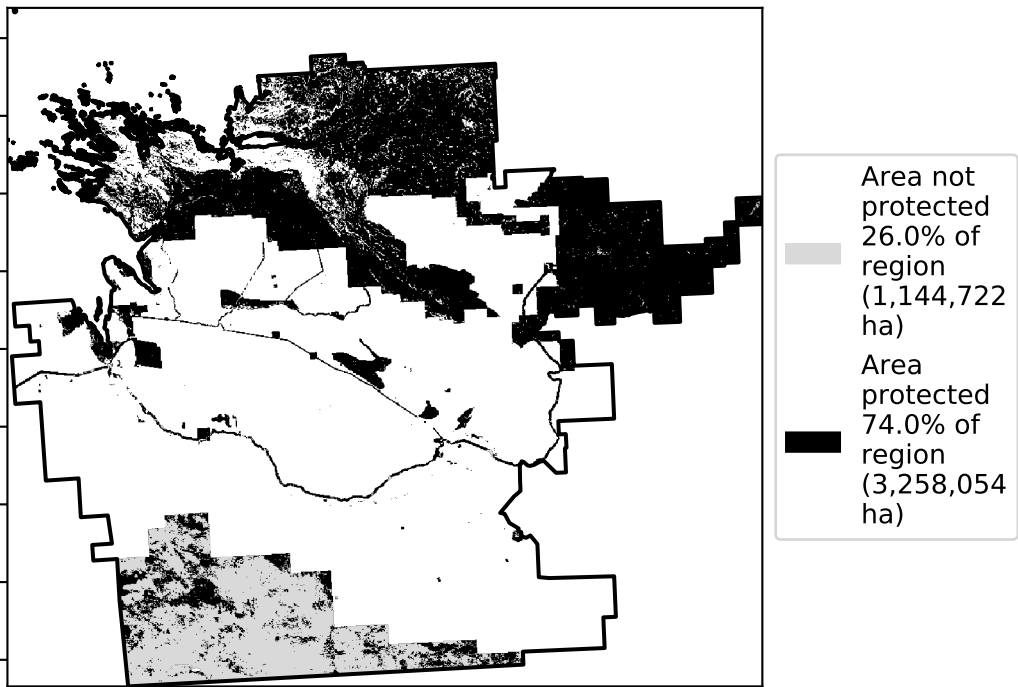 Area not
protected
26.0% of
region
(1,144,722
ha)
Area
protected
74.0% of
region
(3,258,054
ha)